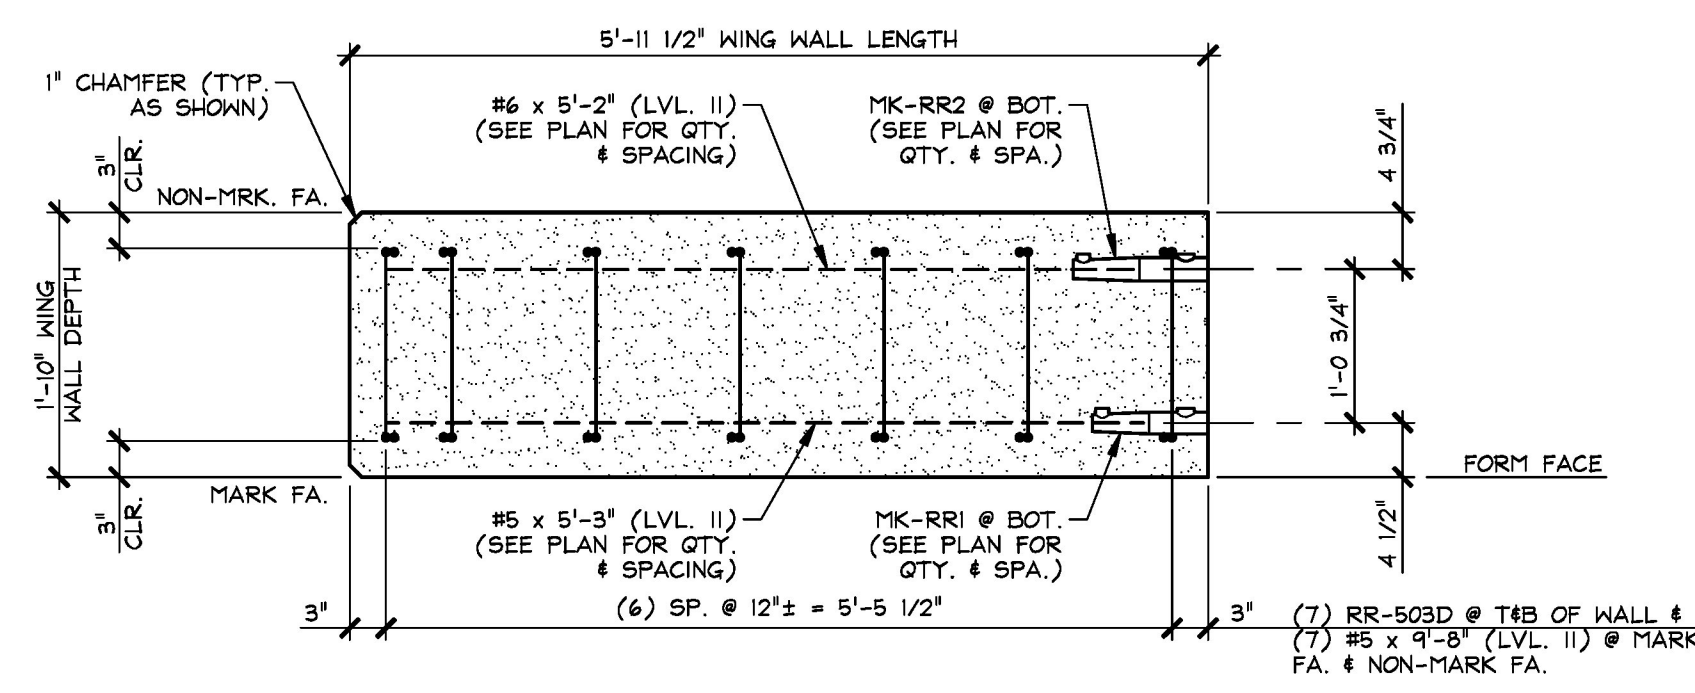 5'-11 1/2" WING WALL LENGTH
1" CHAMFER (TYP.
AS SHOWN)
#6 x 5'-2" (LVL. II)
(SEE PLAN FOR QTY.
& SPACING)
MK-RR2 @ BOT.
(SEE PLAN FOR
QTY. & SPA.)
4 3/4"
3"
CLR.
NON-MRK. FA.
1'-10" WING
WALL DEPTH
1'-0 3/4"
FORM FACE
MARK FA.
3"
CLR.
#5 x 5'-3" (LVL. II)
(SEE PLAN FOR QTY.
& SPACING)
MK-RR1 @ BOT.
(SEE PLAN FOR
QTY. & SPA.)
4 1/2"
3"
(6) SP. @ 12"± = 5'-5 1/2"
3"
(7) RR-503D @ T&B OF WALL &
(7) #5 x 9'-8" (LVL. II) @ MARK
FA. & NON-MARK FA.